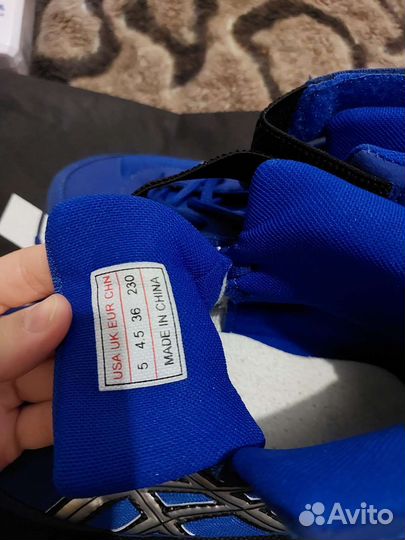 USA UK EUR CHN
5 4.5 36 230
MADE IN CHINA
Avito